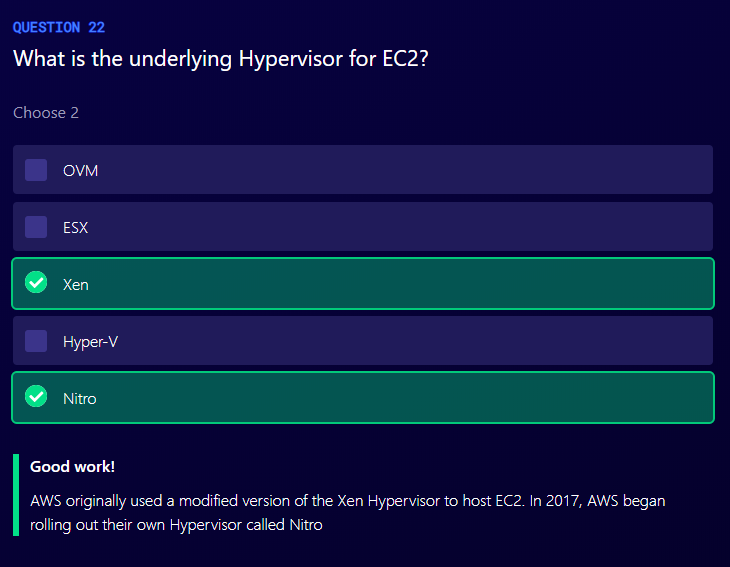 QUESTION 22
What is the underlying Hypervisor for EC2?
Choose 2
OVM
ESX
Xen
Hyper-V
Nitro
Good work!
AWS originally used a modified version of the Xen Hypervisor to host EC2. In 2017, AWS began
rolling out their own Hypervisor called Nitro